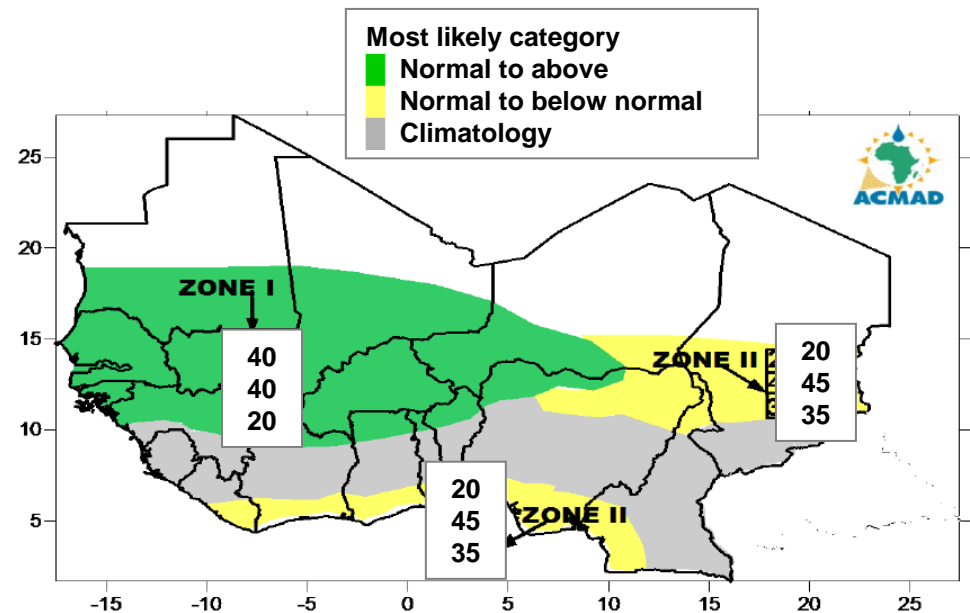 Most likely category
Normal to above
Normal to below normal
Climatology
ACMAD
25
20
15
10
5
ZONE I
40
40
20
ZONE II
20
45
35
20
45
35
ZONE II
-15
-10
-5
0
5
10
15
20
25